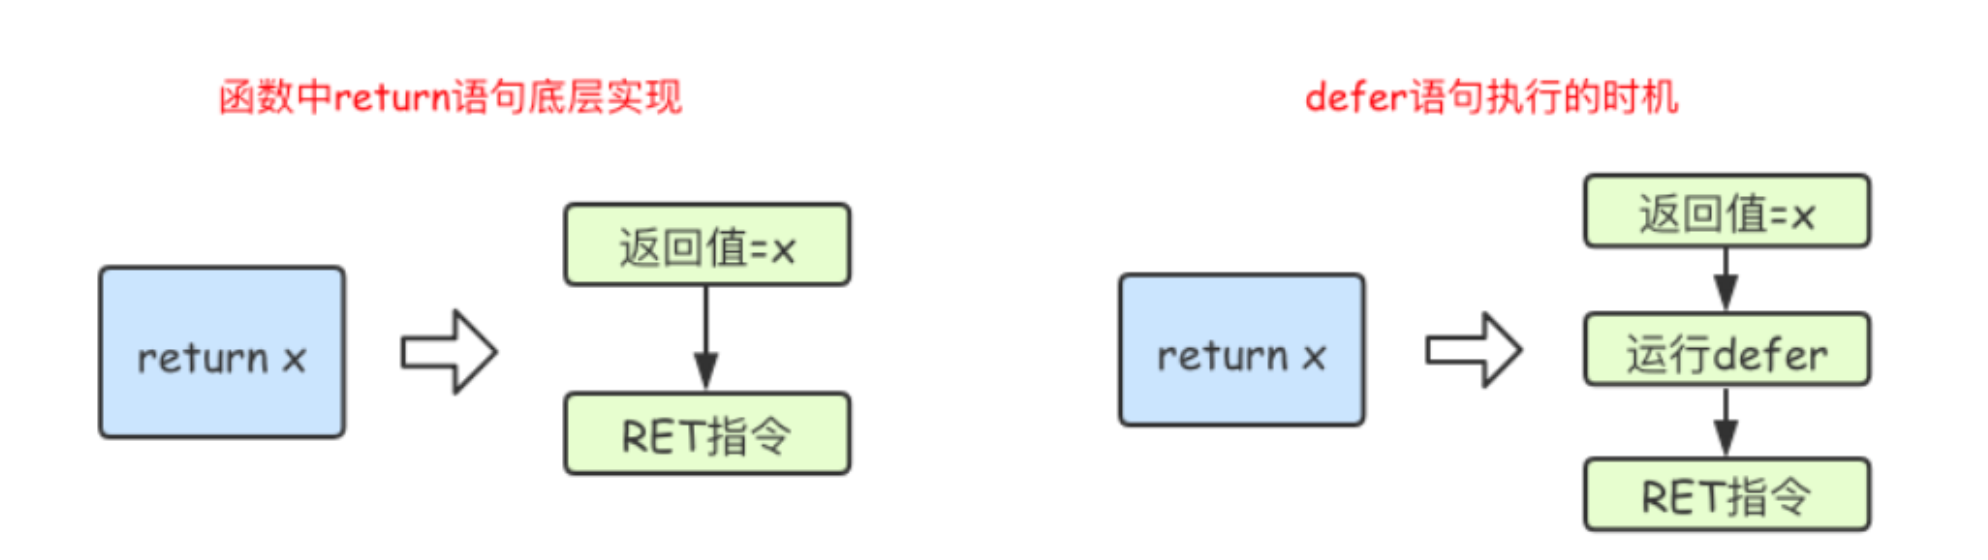 函数中return语句底层实现
return x
返回值=x
RET指令
defer语句执行的时机
return x
返回值=x
运行defer
RET指令